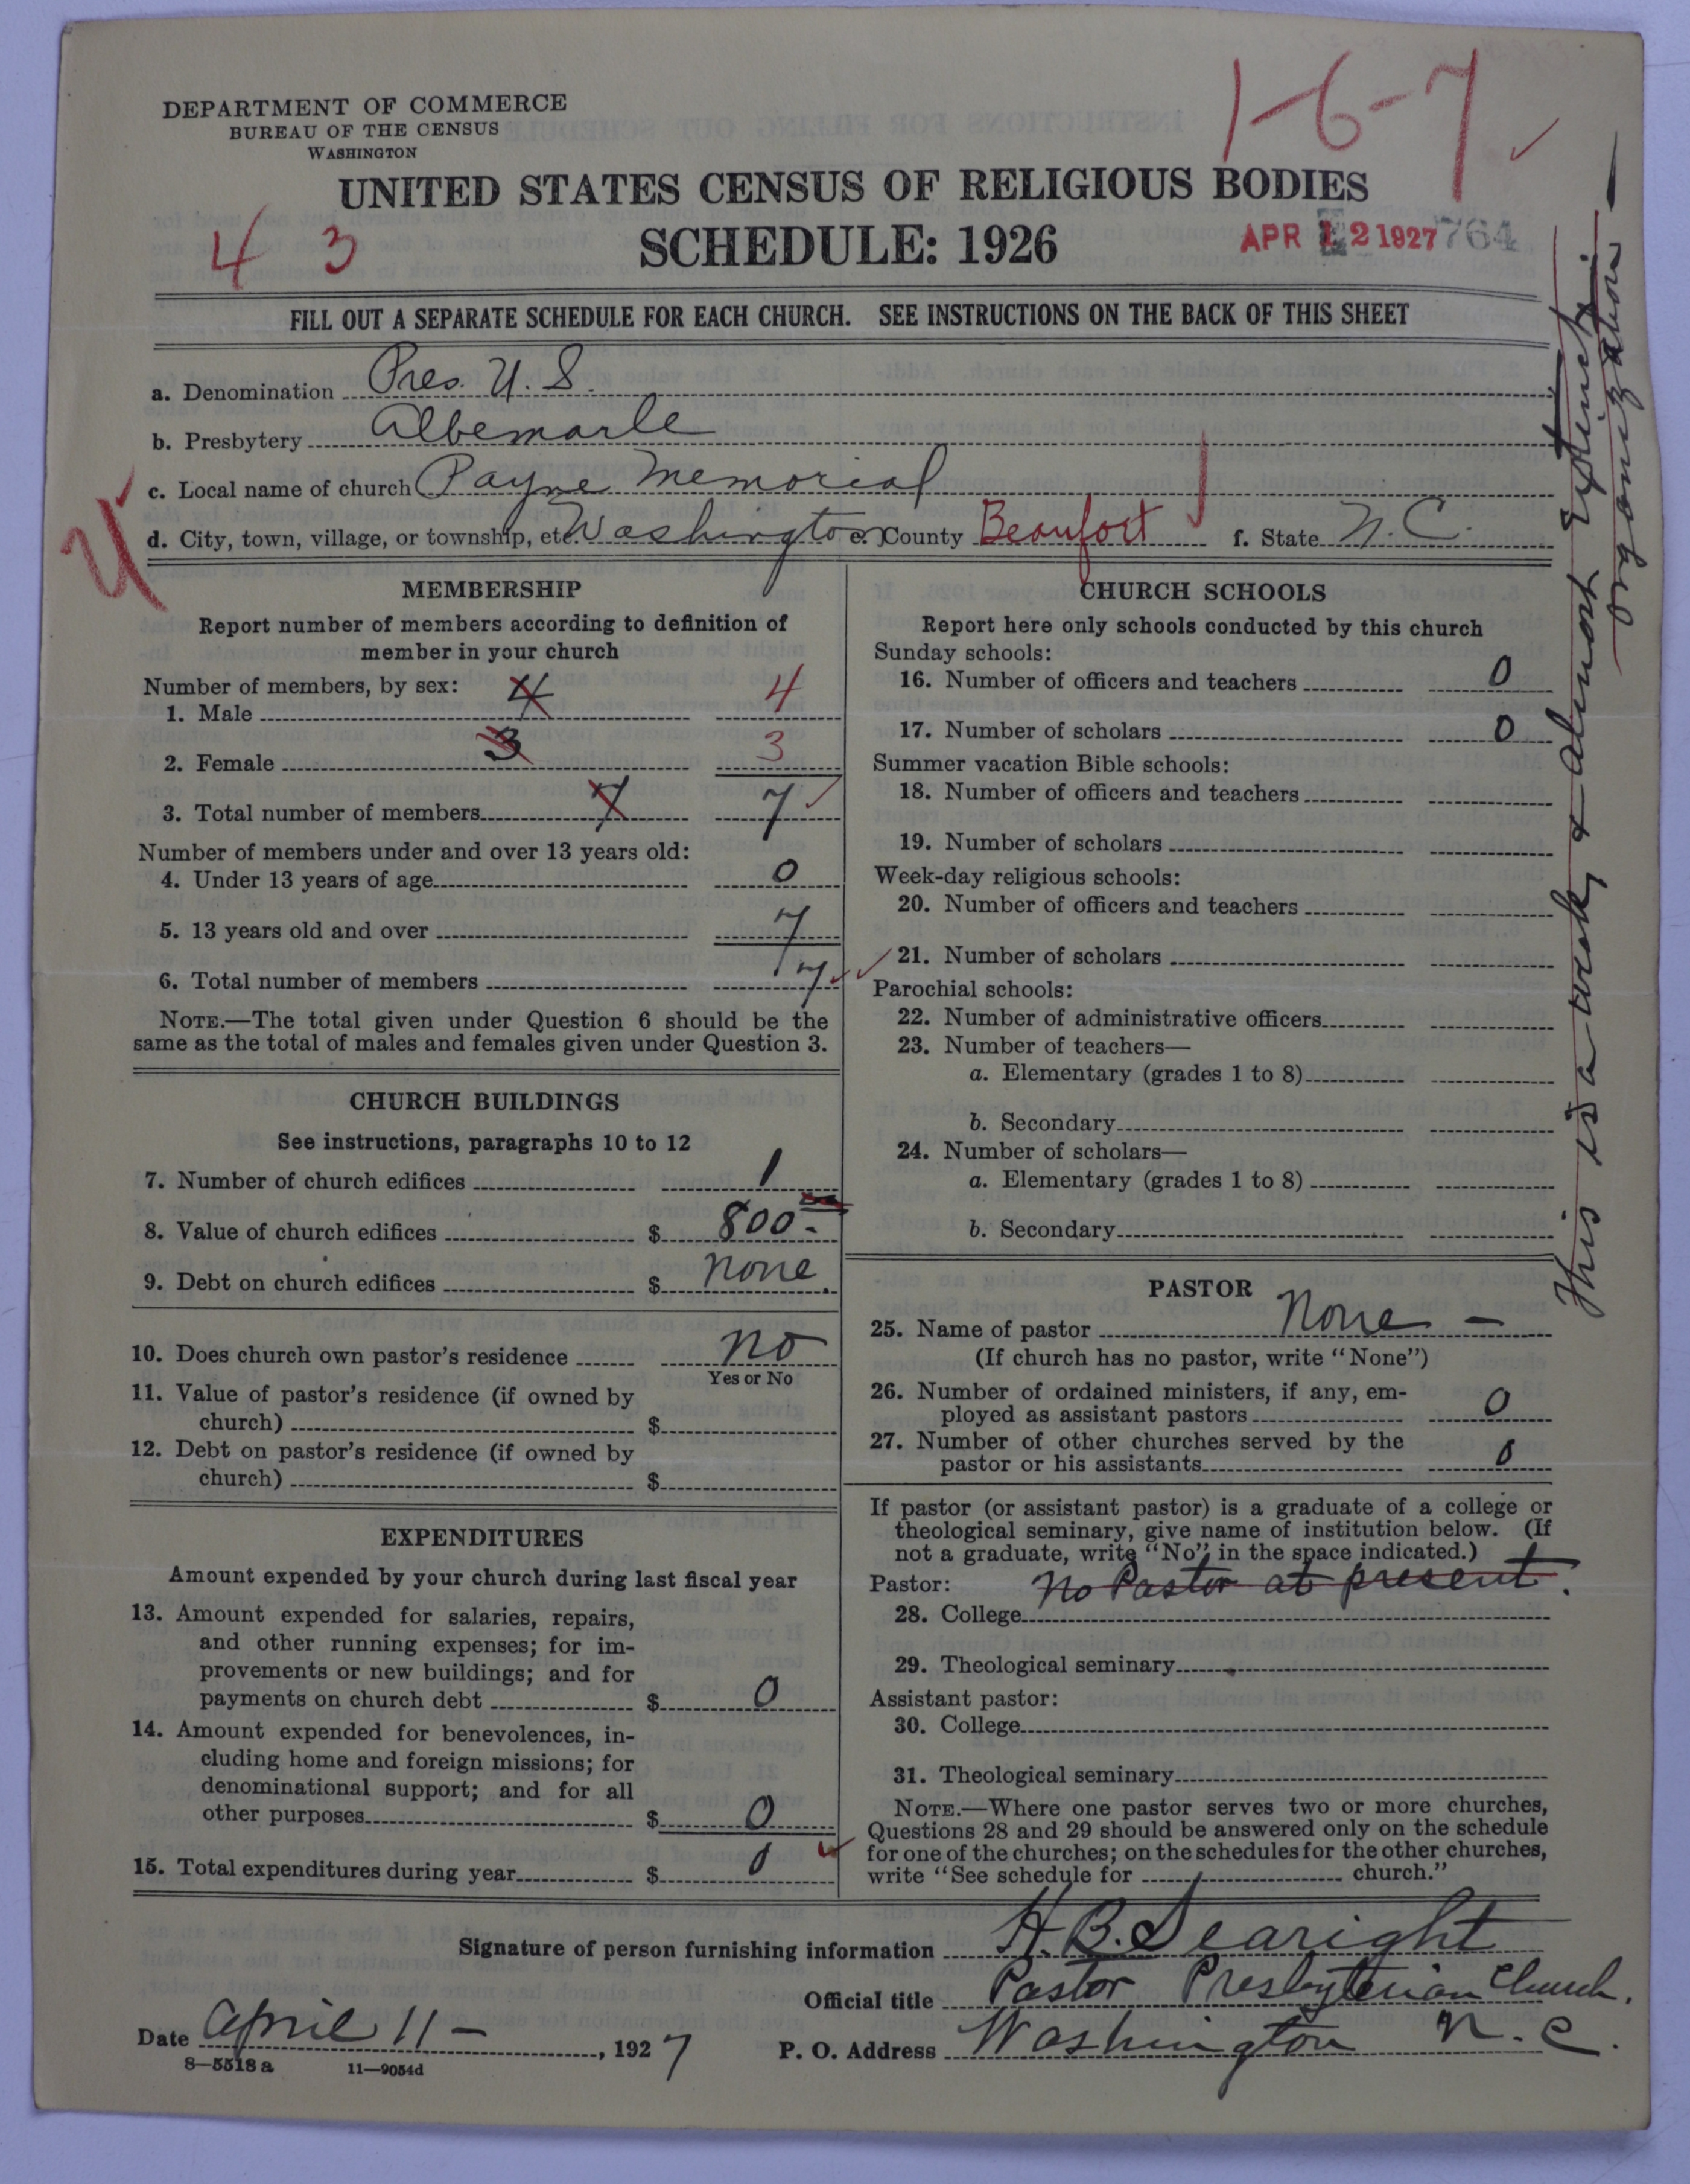 1-6-7
DEPARTMENT OF COMMERCE
BUREAU OF THE CENSUS
WASHINGTON
UNITED STATES CENSUS OF RELIGIOUS BODIES
4 3
SCHEDULE: 1926
APR 12 1927 764
FILL OUT A SEPARATE SCHEDULE FOR EACH CHURCH. SEE INSTRUCTIONS ON THE BACK OF THIS SHEET
a. Denomination Pres. U. S.
b. Presbytery Albemarle
c. Local name of church Payne Memorial
d. City, town, village, or township, etc. Washington e. County Beaufort f. State N. C.
This is a weak & almost extinct
organization
MEMBERSHIP
Report number of members according to definition of
member in your church
Number of members, by sex:
1. Male 4 4
2. Female 3 3
3. Total number of members 7 7
Number of members under and over 13 years old:
4. Under 13 years of age 0
5. 13 years old and over 7
6. Total number of members 7
NOTE.—The total given under Question 6 should be the
same as the total of males and females given under Question 3.
CHURCH BUILDINGS
See instructions, paragraphs 10 to 12
7. Number of church edifices 1
8. Value of church edifices $ 800.-
9. Debt on church edifices $ none
10. Does church own pastor's residence no
Yes or No
11. Value of pastor's residence (if owned by
church) $
12. Debt on pastor's residence (if owned by
church) $
EXPENDITURES
Amount expended by your church during last fiscal year
13. Amount expended for salaries, repairs,
and other running expenses; for im-
provements or new buildings; and for
payments on church debt $ 0
14. Amount expended for benevolences, in-
cluding home and foreign missions; for
denominational support; and for all
other purposes $ 0
15. Total expenditures during year $ 0
CHURCH SCHOOLS
Report here only schools conducted by this church
Sunday schools:
16. Number of officers and teachers 0
17. Number of scholars 0
Summer vacation Bible schools:
18. Number of officers and teachers
19. Number of scholars
Week-day religious schools:
20. Number of officers and teachers
21. Number of scholars
Parochial schools:
22. Number of administrative officers
23. Number of teachers—
a. Elementary (grades 1 to 8)
b. Secondary
24. Number of scholars—
a. Elementary (grades 1 to 8)
b. Secondary
PASTOR
25. Name of pastor None —
(If church has no pastor, write "None")
26. Number of ordained ministers, if any, em-
ployed as assistant pastors 0
27. Number of other churches served by the
pastor or his assistants 0
If pastor (or assistant pastor) is a graduate of a college or
theological seminary, give name of institution below. (If
not a graduate, write "No" in the space indicated.)
Pastor: No Pastor at present.
28. College
29. Theological seminary
Assistant pastor:
30. College
31. Theological seminary
NOTE.—Where one pastor serves two or more churches,
Questions 28 and 29 should be answered only on the schedule
for one of the churches; on the schedules for the other churches,
write "See schedule for church."
Signature of person furnishing information H. B. Searight
Official title Pastor Presbyterian Church.
Date April 11 - , 1927
P. O. Address Washington N. C.
8—5518 a 11—9054d